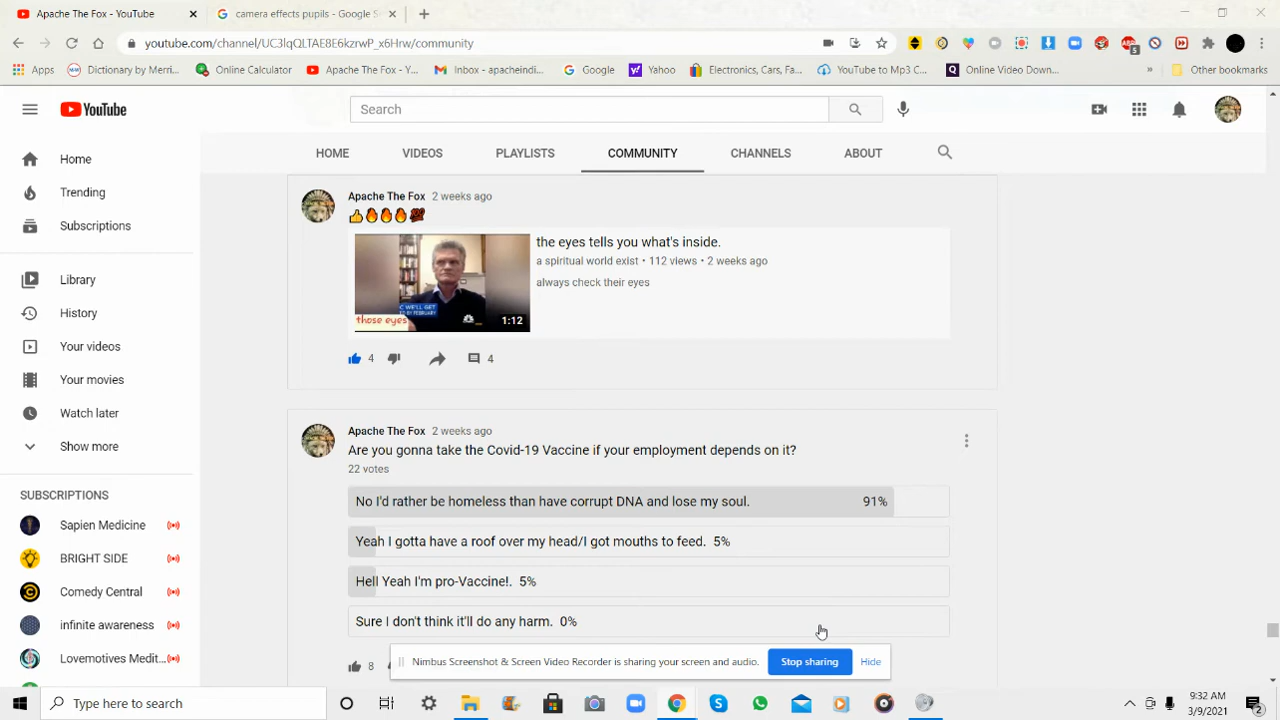 Apache The Fox - YouTube
camera effects pupils - Google S
youtube.com/channel/UC3lqQLTAE8E6kzrwP_x6Hrw/community
Apps
Dictionary by Merri...
Online Calculator
Apache The Fox - Y...
Inbox - apacheindi...
Google
Yahoo
Electronics, Cars, Fa...
YouTube to Mp3 C...
Online Video Down...
»
Other bookmarks
YouTube
Search
HOME VIDEOS PLAYLISTS COMMUNITY CHANNELS ABOUT
Home
Trending
Subscriptions
Library
History
Your videos
Your movies
Watch later
Show more
SUBSCRIPTIONS
Sapien Medicine
BRIGHT SIDE
Comedy Central
infinite awareness
Lovemotives Medit...
Apache The Fox 2 weeks ago
👍🔥🔥🔥💯
the eyes tells you what's inside.
a spiritual world exist • 112 views • 2 weeks ago
always check their eyes
C WE'LL GET
D BY FEBRUARY
those eyes
1:12
4 4
Apache The Fox 2 weeks ago
Are you gonna take the Covid-19 Vaccine if your employment depends on it?
22 votes
No I'd rather be homeless than have corrupt DNA and lose my soul. 91%
Yeah I gotta have a roof over my head/I got mouths to feed. 5%
Hell Yeah I'm pro-Vaccine!. 5%
Sure I don't think it'll do any harm. 0%
8
Nimbus Screenshot & Screen Video Recorder is sharing your screen and audio. Stop sharing Hide
Type here to search
9:32 AM
3/9/2021
2